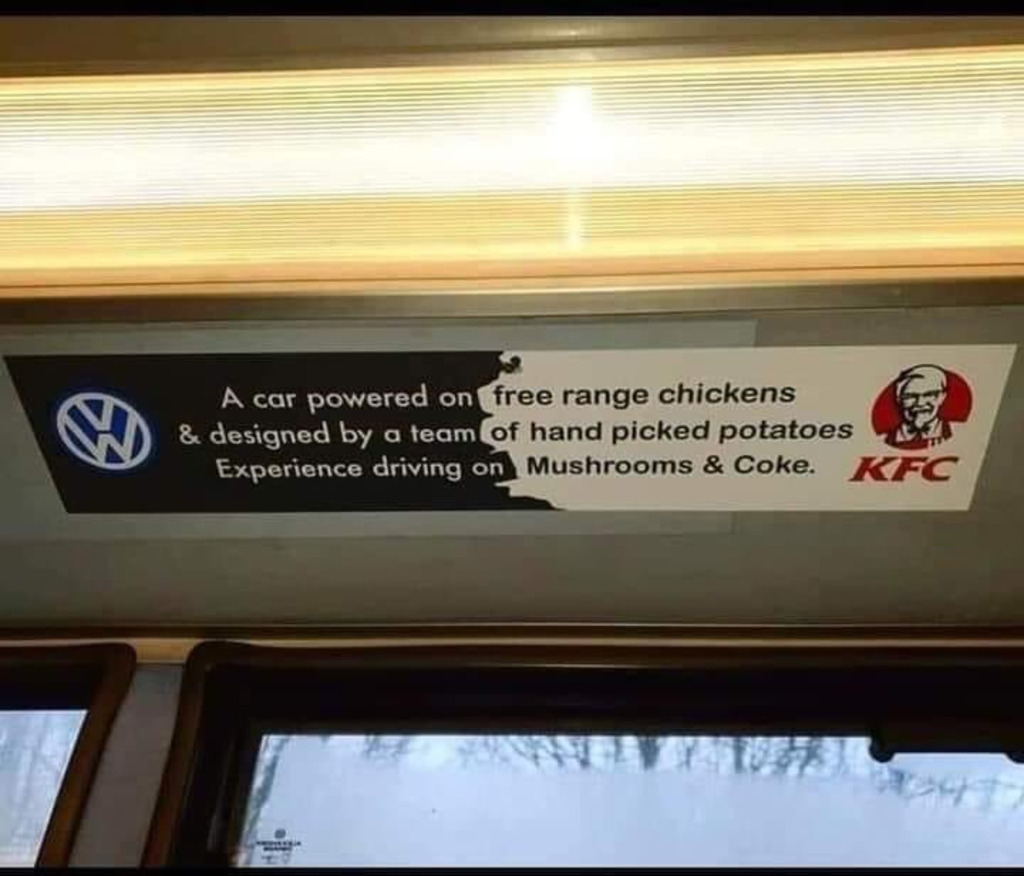 A car powered on free range chickens
& designed by a team of hand picked potatoes
Experience driving on Mushrooms & Coke.
KFC